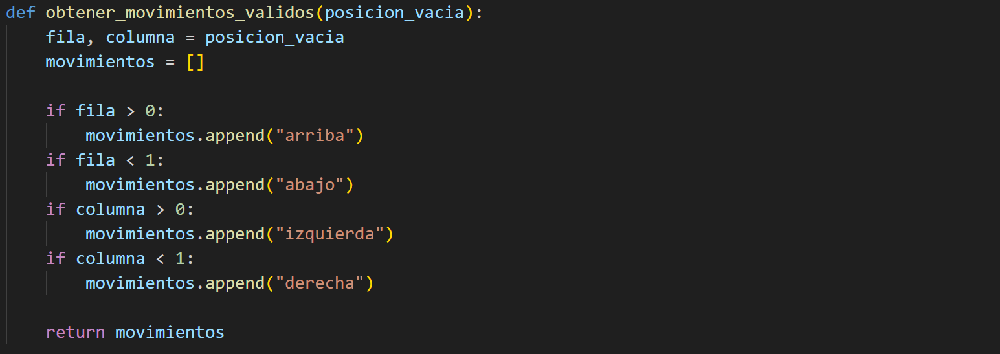 def obtener_movimientos_validos(posicion_vacia):
    fila, columna = posicion_vacia
    movimientos = []

    if fila > 0:
        movimientos.append("arriba")
    if fila < 1:
        movimientos.append("abajo")
    if columna > 0:
        movimientos.append("izquierda")
    if columna < 1:
        movimientos.append("derecha")

    return movimientos